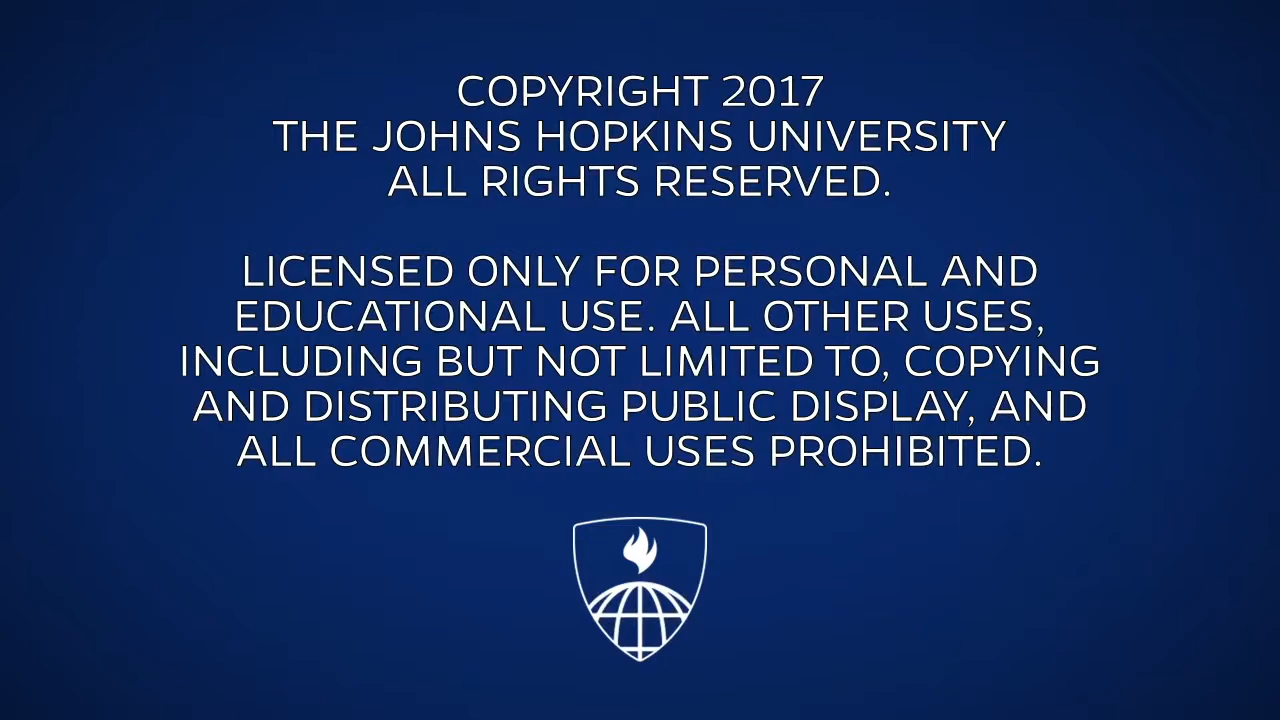 COPYRIGHT 2017
THE JOHNS HOPKINS UNIVERSITY
ALL RIGHTS RESERVED.
LICENSED ONLY FOR PERSONAL AND
EDUCATIONAL USE. ALL OTHER USES,
INCLUDING BUT NOT LIMITED TO, COPYING
AND DISTRIBUTING PUBLIC DISPLAY, AND
ALL COMMERCIAL USES PROHIBITED.